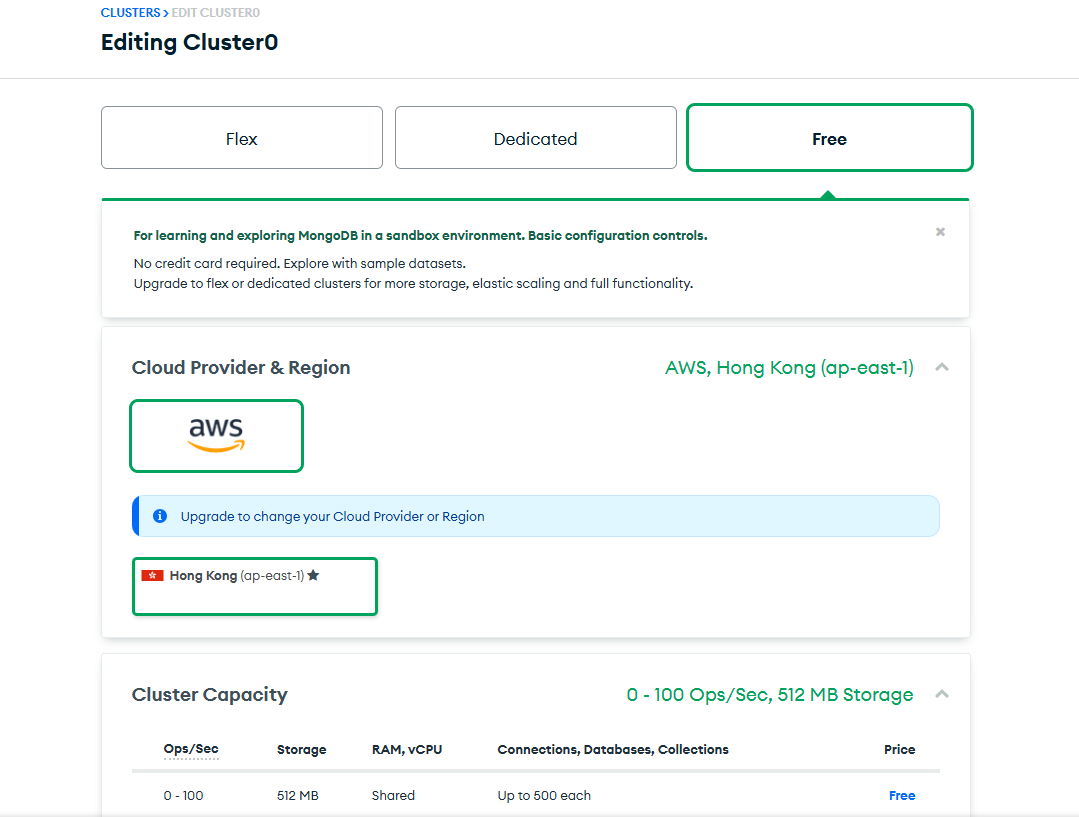 CLUSTERS > EDIT CLUSTER0
Editing Cluster0
Flex
Dedicated
Free
For learning and exploring MongoDB in a sandbox environment. Basic configuration controls.
No credit card required. Explore with sample datasets.
Upgrade to flex or dedicated clusters for more storage, elastic scaling and full functionality.
Cloud Provider & Region
AWS, Hong Kong (ap-east-1)
aws
Upgrade to change your Cloud Provider or Region
Hong Kong (ap-east-1) ★
Cluster Capacity
0 - 100 Ops/Sec, 512 MB Storage
Ops/Sec Storage RAM, vCPU Connections, Databases, Collections Price
0 - 100 512 MB Shared Up to 500 each Free